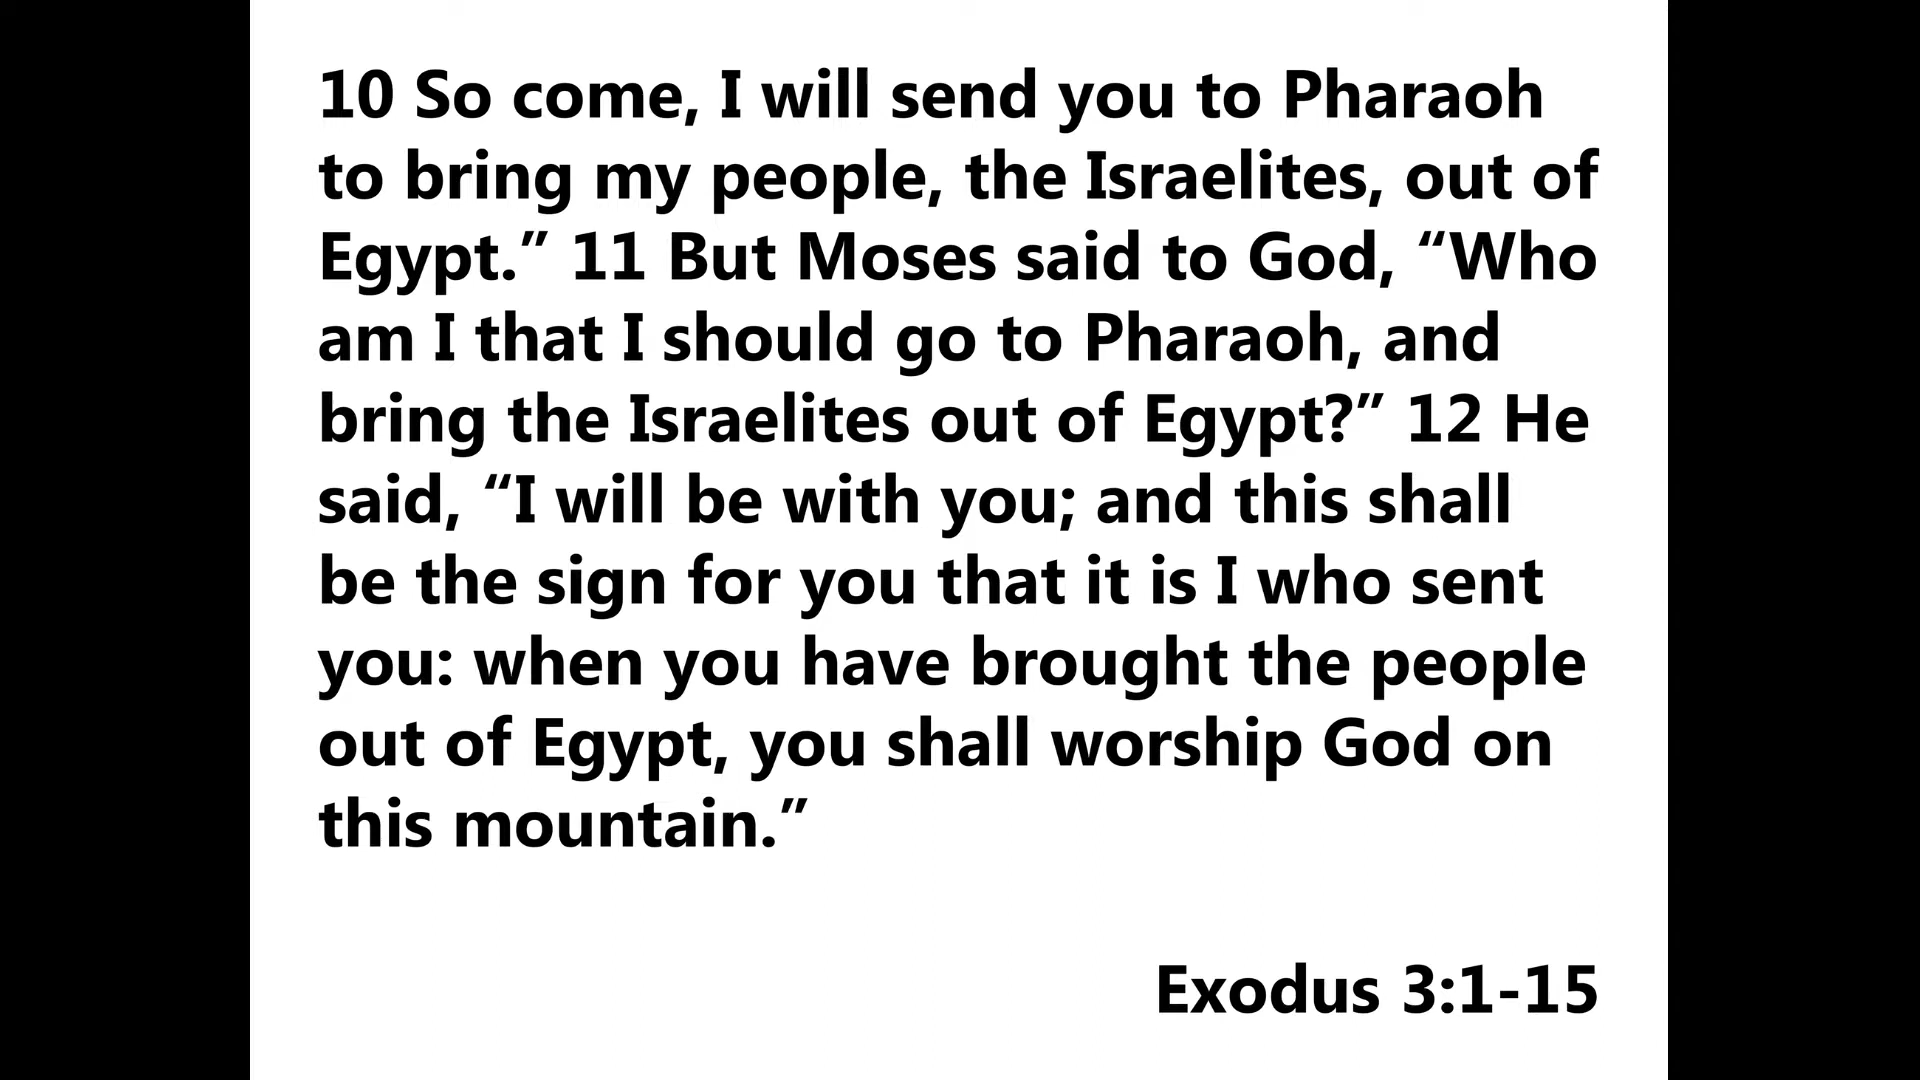 10 So come, I will send you to Pharaoh
to bring my people, the Israelites, out of
Egypt.” 11 But Moses said to God, “Who
am I that I should go to Pharaoh, and
bring the Israelites out of Egypt?” 12 He
said, “I will be with you; and this shall
be the sign for you that it is I who sent
you: when you have brought the people
out of Egypt, you shall worship God on
this mountain.”
Exodus 3:1-15